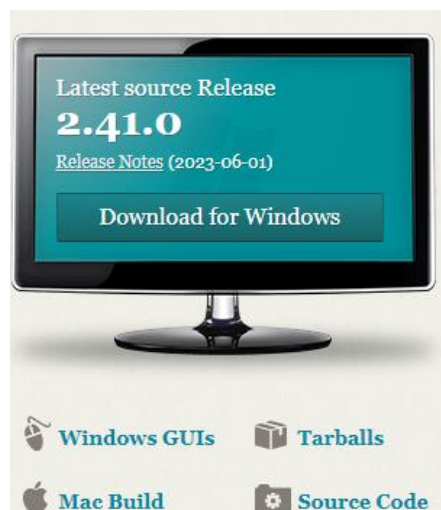 Latest source Release
2.41.0
Release Notes (2023-06-01)
Download for Windows
Windows GUIs
Tarballs
Mac Build
Source Code